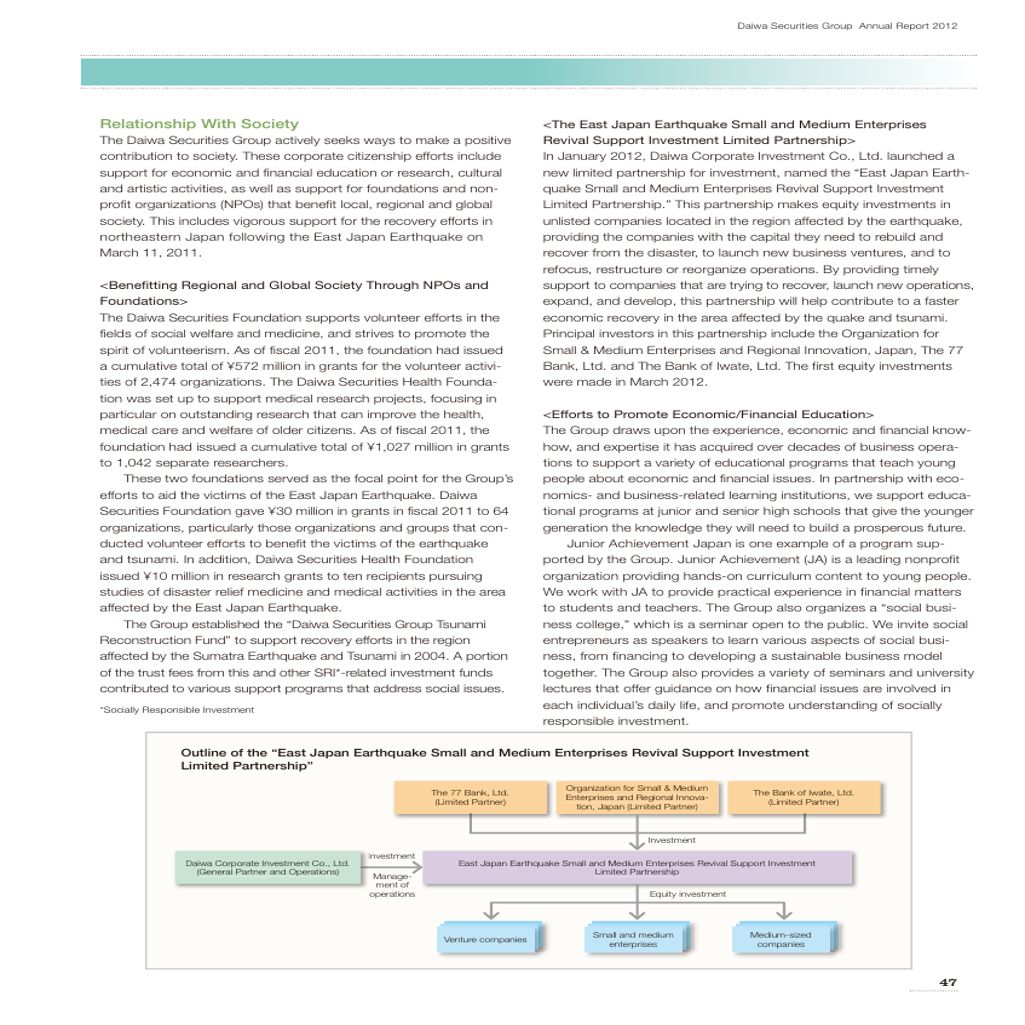 Daiwa Securities Group Annual Report 2012
Relationship With Society
The Daiwa Securities Group actively seeks ways to make a positive
contribution to society. These corporate citizenship efforts include
support for economic and financial education or research, cultural
and artistic activities, as well as support for foundations and non-
profit organizations (NPOs) that benefit local, regional and global
society. This includes vigorous support for the recovery efforts in
northeastern Japan following the East Japan Earthquake on
March 11, 2011.
<Benefitting Regional and Global Society Through NPOs and
Foundations>
The Daiwa Securities Foundation supports volunteer efforts in the
fields of social welfare and medicine, and strives to promote the
spirit of volunteerism. As of fiscal 2011, the foundation had issued
a cumulative total of ¥572 million in grants for the volunteer activi-
ties of 2,474 organizations. The Daiwa Securities Health Founda-
tion was set up to support medical research projects, focusing in
particular on outstanding research that can improve the health,
medical care and welfare of older citizens. As of fiscal 2011, the
foundation had issued a cumulative total of ¥1,027 million in grants
to 1,042 separate researchers.
These two foundations served as the focal point for the Group's
efforts to aid the victims of the East Japan Earthquake. Daiwa
Securities Foundation gave ¥30 million in grants in fiscal 2011 to 64
organizations, particularly those organizations and groups that con-
ducted volunteer efforts to benefit the victims of the earthquake
and tsunami. In addition, Daiwa Securities Health Foundation
issued ¥10 million in research grants to ten recipients pursuing
studies of disaster relief medicine and medical activities in the area
affected by the East Japan Earthquake.
The Group established the “Daiwa Securities Group Tsunami
Reconstruction Fund” to support recovery efforts in the region
affected by the Sumatra Earthquake and Tsunami in 2004. A portion
of the trust fees from this and other SRI*-related investment funds
contributed to various support programs that address social issues.
*Socially Responsible Investment
<The East Japan Earthquake Small and Medium Enterprises
Revival Support Investment Limited Partnership>
In January 2012, Daiwa Corporate Investment Co., Ltd. launched a
new limited partnership for investment, named the “East Japan Earth-
quake Small and Medium Enterprises Revival Support Investment
Limited Partnership.” This partnership makes equity investments in
unlisted companies located in the region affected by the earthquake,
providing the companies with the capital they need to rebuild and
recover from the disaster, to launch new business ventures, and to
refocus, restructure or reorganize operations. By providing timely
support to companies that are trying to recover, launch new operations,
expand, and develop, this partnership will help contribute to a faster
economic recovery in the area affected by the quake and tsunami.
Principal investors in this partnership include the Organization for
Small & Medium Enterprises and Regional Innovation, Japan, The 77
Bank, Ltd. and The Bank of Iwate, Ltd. The first equity investments
were made in March 2012.
<Efforts to Promote Economic/Financial Education>
The Group draws upon the experience, economic and financial know-
how, and expertise it has acquired over decades of business opera-
tions to support a variety of educational programs that teach young
people about economic and financial issues. In partnership with eco-
nomics- and business-related learning institutions, we support educa-
tional programs at junior and senior high schools that give the younger
generation the knowledge they will need to build a prosperous future.
Junior Achievement Japan is one example of a program sup-
ported by the Group. Junior Achievement (JA) is a leading nonprofit
organization providing hands-on curriculum content to young people.
We work with JA to provide practical experience in financial matters
to students and teachers. The Group also organizes a “social busi-
ness college,” which is a seminar open to the public. We invite social
entrepreneurs as speakers to learn various aspects of social busi-
ness, from financing to developing a sustainable business model
together. The Group also provides a variety of seminars and university
lectures that offer guidance on how financial issues are involved in
each individual's daily life, and promote understanding of socially
responsible investment.
Outline of the “East Japan Earthquake Small and Medium Enterprises Revival Support Investment
Limited Partnership”
The 77 Bank, Ltd.
(Limited Partner)
Organization for Small & Medium
Enterprises and Regional Innova-
tion, Japan (Limited Partner)
The Bank of Iwate, Ltd.
(Limited Partner)
Investment
Daiwa Corporate Investment Co., Ltd.
(General Partner and Operations)
Investment
Manage-
ment of
operations
East Japan Earthquake Small and Medium Enterprises Revival Support Investment
Limited Partnership
Equity investment
Venture companies
Small and medium
enterprises
Medium-sized
companies
47